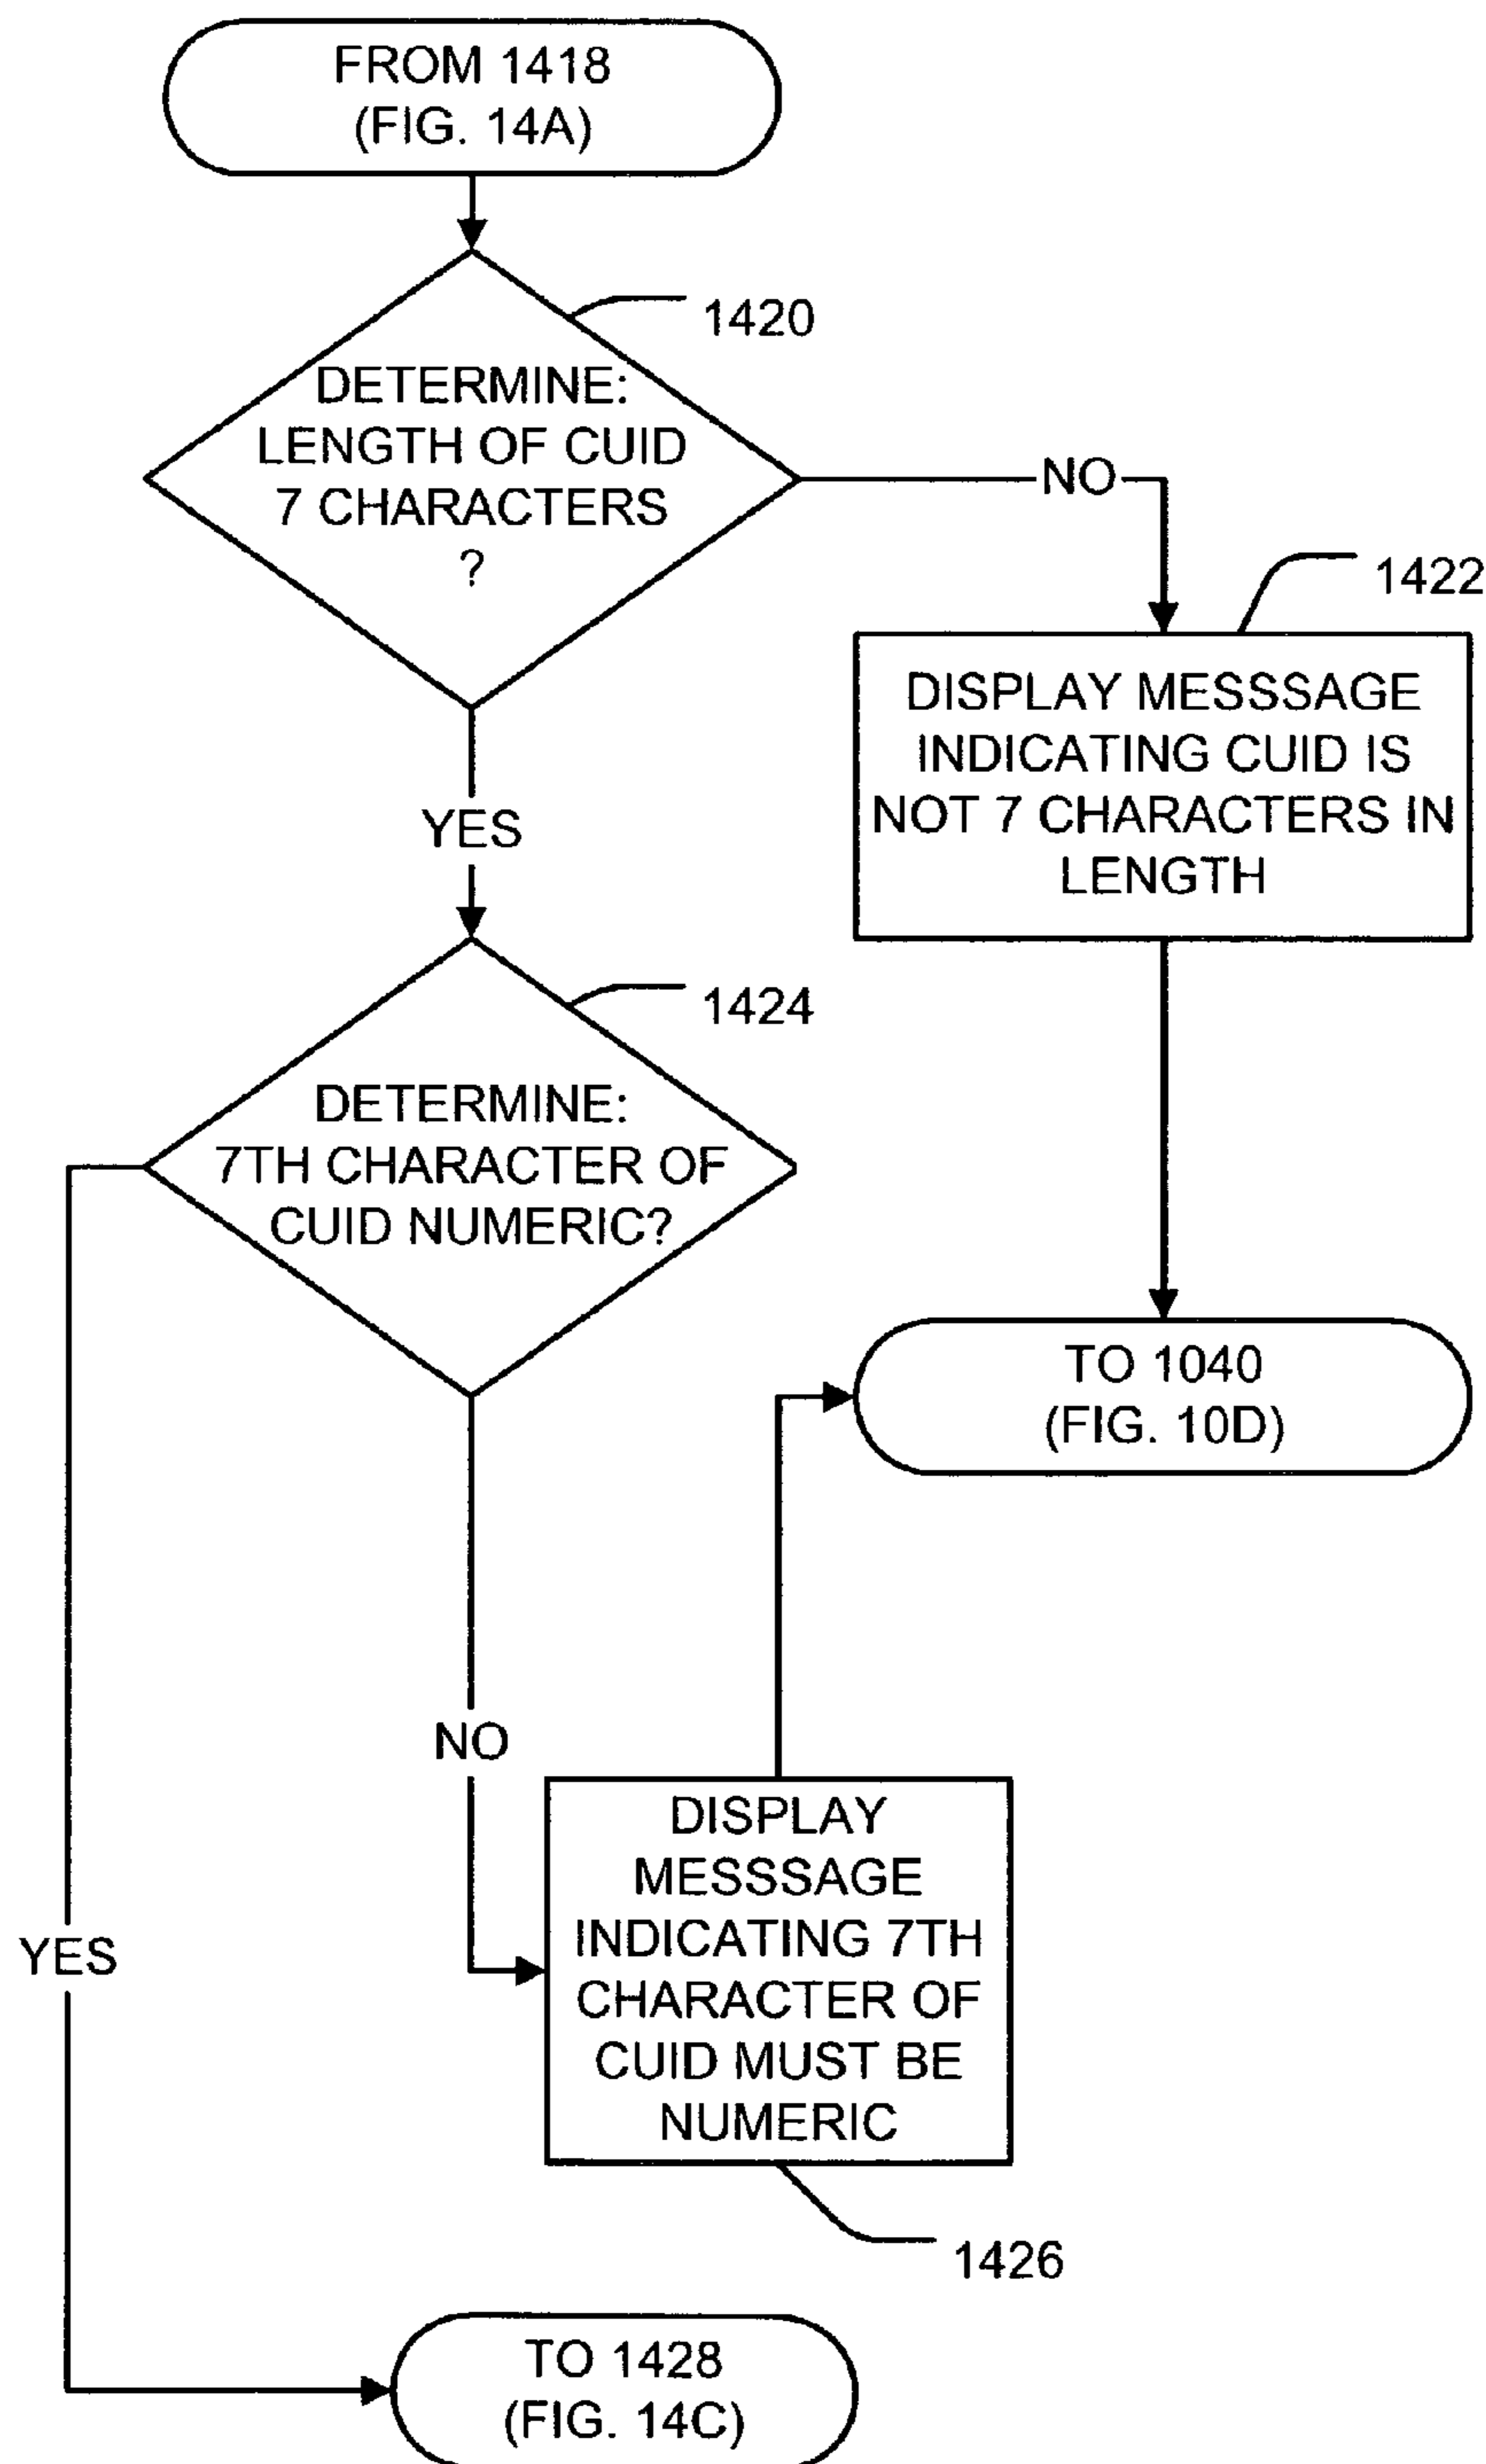 FROM 1418
(FIG. 14A)
1420
DETERMINE:
LENGTH OF CUID
7 CHARACTERS
?
NO
1422
DISPLAY MESSSAGE
INDICATING CUID IS
NOT 7 CHARACTERS IN
LENGTH
YES
1424
DETERMINE:
7TH CHARACTER OF
CUID NUMERIC?
TO 1040
(FIG. 10D)
NO
DISPLAY
MESSSAGE
INDICATING 7TH
CHARACTER OF
CUID MUST BE
NUMERIC
YES
1426
TO 1428
(FIG. 14C)